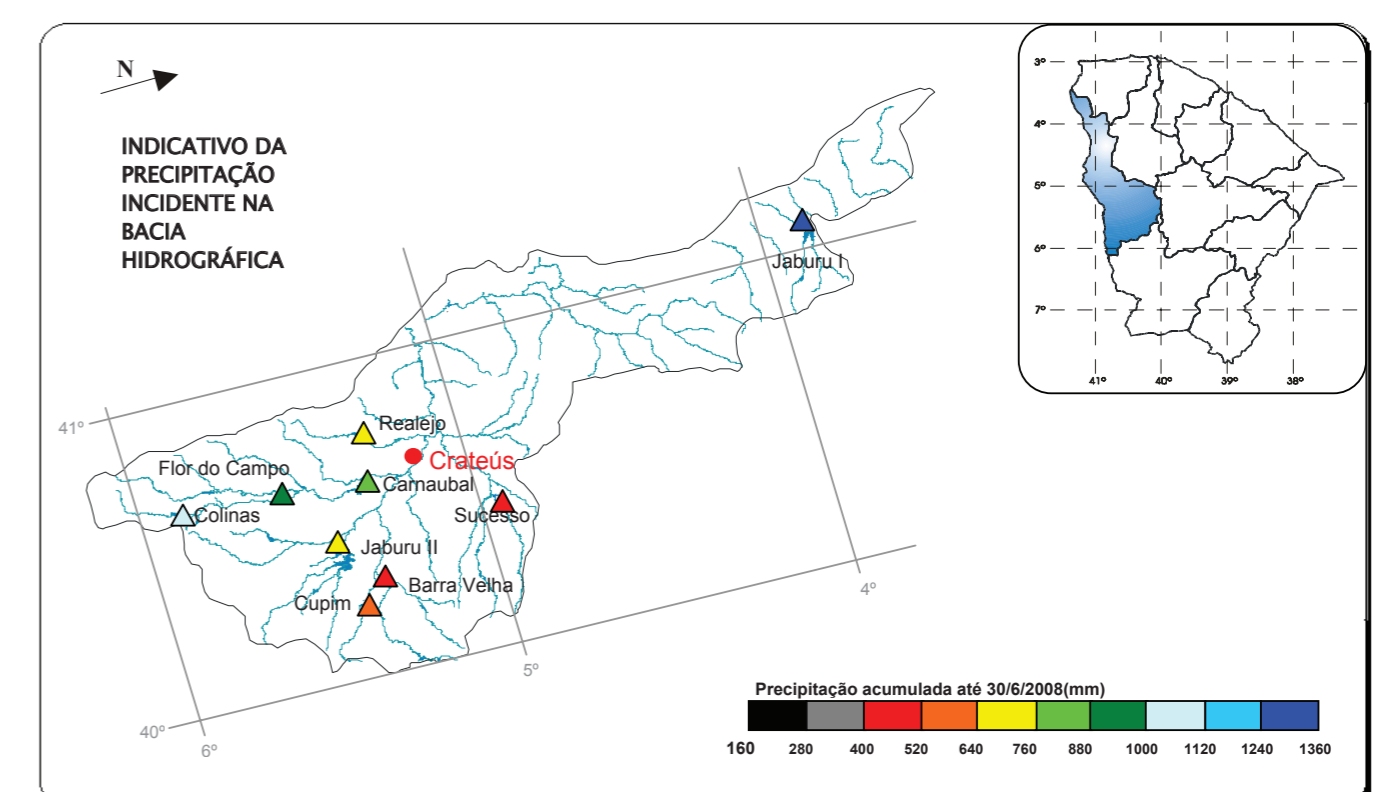 N
INDICATIVO DA
PRECIPITAÇÃO
INCIDENTE NA
BACIA
HIDROGRÁFICA
3º
4º
5º
6º
7º
41º 40º 39º 38º
Jaburu I
41º
Realejo
Crateús
Flor do Campo
Carnaubal
Colinas
Sucesso
Jaburu II
Barra Velha
Cupim
4º
5º
40º
6º
Precipitação acumulada até 30/6/2008(mm)
160 280 400 520 640 760 880 1000 1120 1240 1360